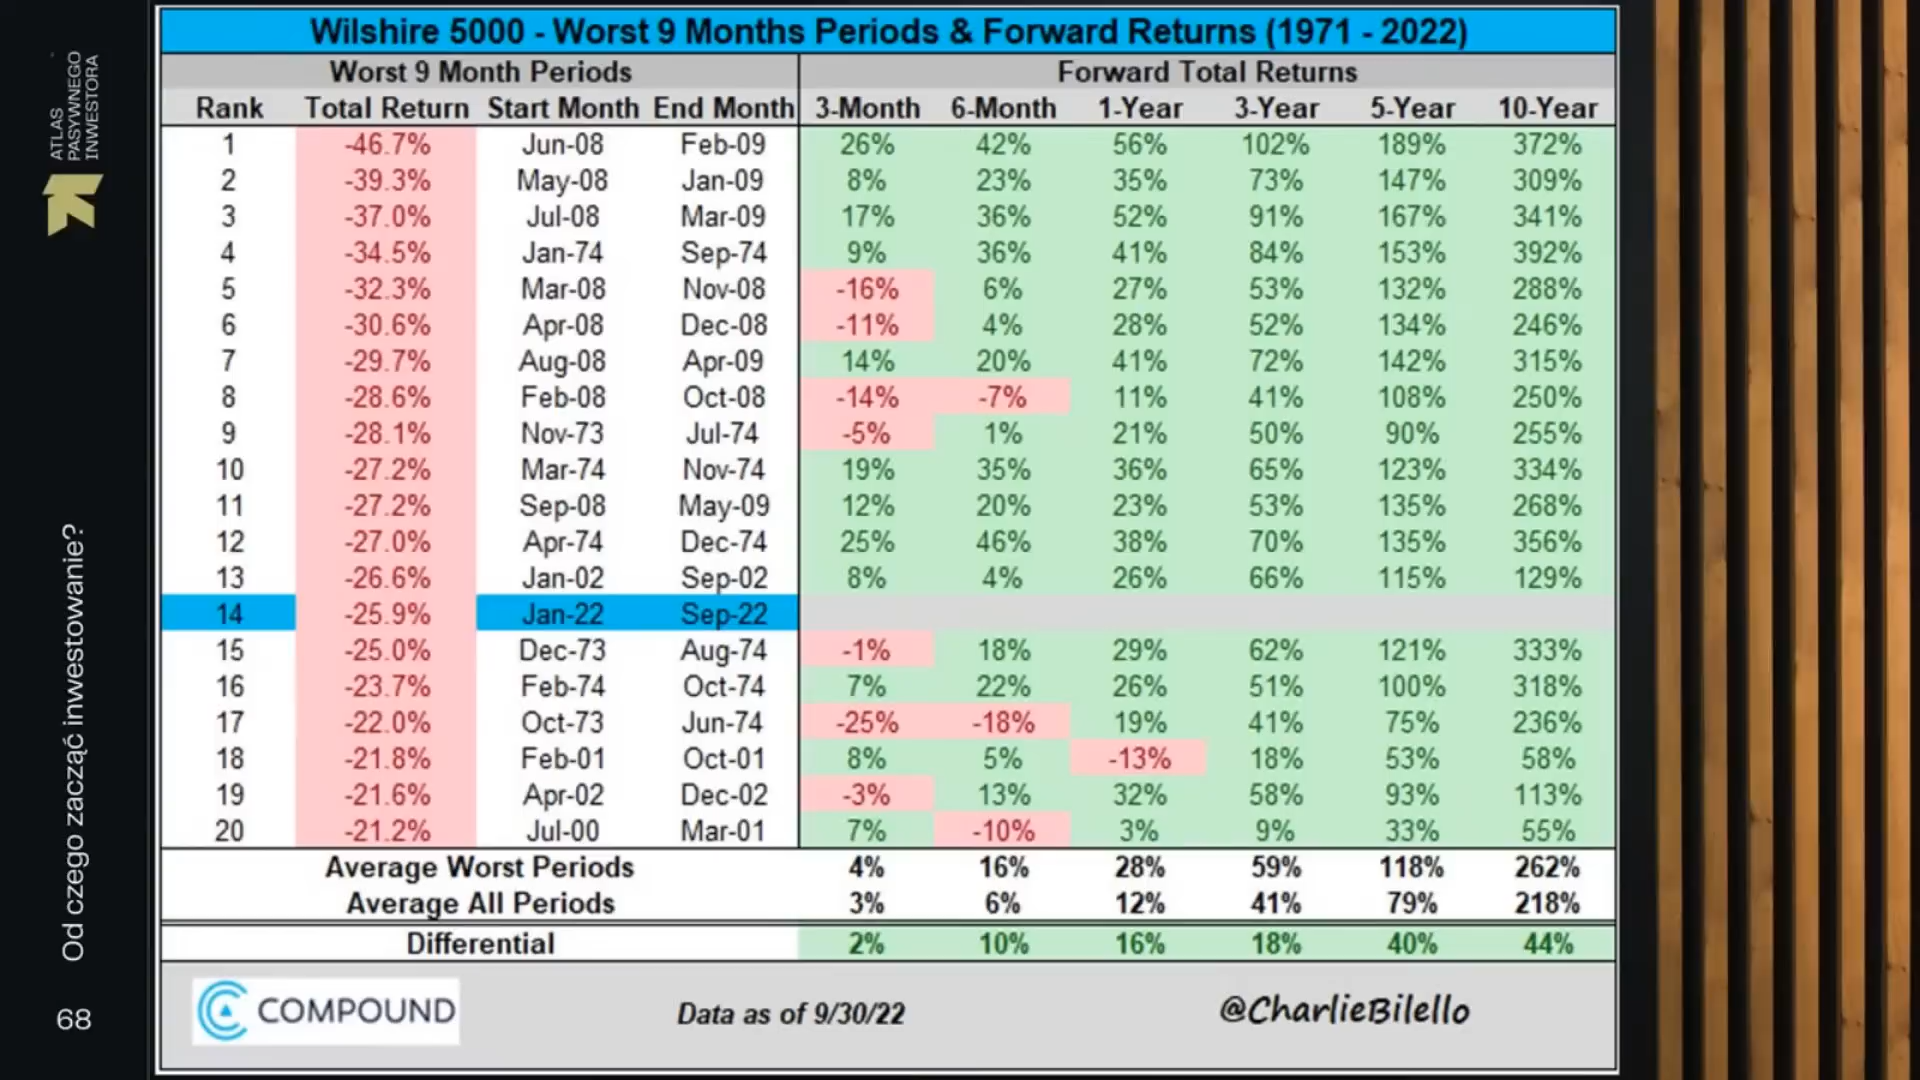 ATLAS
PASYWNEGO
INWESTORA
Od czego zacząć inwestowanie?
68
Wilshire 5000 - Worst 9 Months Periods & Forward Returns (1971 - 2022)
Worst 9 Month Periods Forward Total Returns
Rank Total Return Start Month End Month 3-Month 6-Month 1-Year 3-Year 5-Year 10-Year
1 -46.7% Jun-08 Feb-09 26% 42% 56% 102% 189% 372%
2 -39.3% May-08 Jan-09 8% 23% 35% 73% 147% 309%
3 -37.0% Jul-08 Mar-09 17% 36% 52% 91% 167% 341%
4 -34.5% Jan-74 Sep-74 9% 36% 41% 84% 153% 392%
5 -32.3% Mar-08 Nov-08 -16% 6% 27% 53% 132% 288%
6 -30.6% Apr-08 Dec-08 -11% 4% 28% 52% 134% 246%
7 -29.7% Aug-08 Apr-09 14% 20% 41% 72% 142% 315%
8 -28.6% Feb-08 Oct-08 -14% -7% 11% 41% 108% 250%
9 -28.1% Nov-73 Jul-74 -5% 1% 21% 50% 90% 255%
10 -27.2% Mar-74 Nov-74 19% 35% 36% 65% 123% 334%
11 -27.2% Sep-08 May-09 12% 20% 23% 53% 135% 268%
12 -27.0% Apr-74 Dec-74 25% 46% 38% 70% 135% 356%
13 -26.6% Jan-02 Sep-02 8% 4% 26% 66% 115% 129%
14 -25.9% Jan-22 Sep-22
15 -25.0% Dec-73 Aug-74 -1% 18% 29% 62% 121% 333%
16 -23.7% Feb-74 Oct-74 7% 22% 26% 51% 100% 318%
17 -22.0% Oct-73 Jun-74 -25% -18% 19% 41% 75% 236%
18 -21.8% Feb-01 Oct-01 8% 5% -13% 18% 53% 58%
19 -21.6% Apr-02 Dec-02 -3% 13% 32% 58% 93% 113%
20 -21.2% Jul-00 Mar-01 7% -10% 3% 9% 33% 55%
Average Worst Periods 4% 16% 28% 59% 118% 262%
Average All Periods 3% 6% 12% 41% 79% 218%
Differential 2% 10% 16% 18% 40% 44%
COMPOUND Data as of 9/30/22 @CharlieBilello